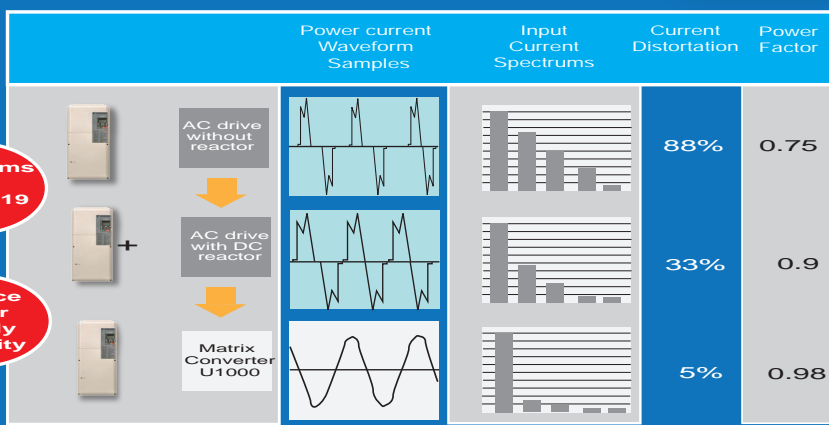 Power current
Waveform
Samples
Input
Current
Spectrums
Current
Distortation
Power
Factor
AC drive
without
reactor
88%
0.75
19
+
AC drive
with DC
reactor
33%
0.9
Matrix
Converter
U1000
5%
0.98